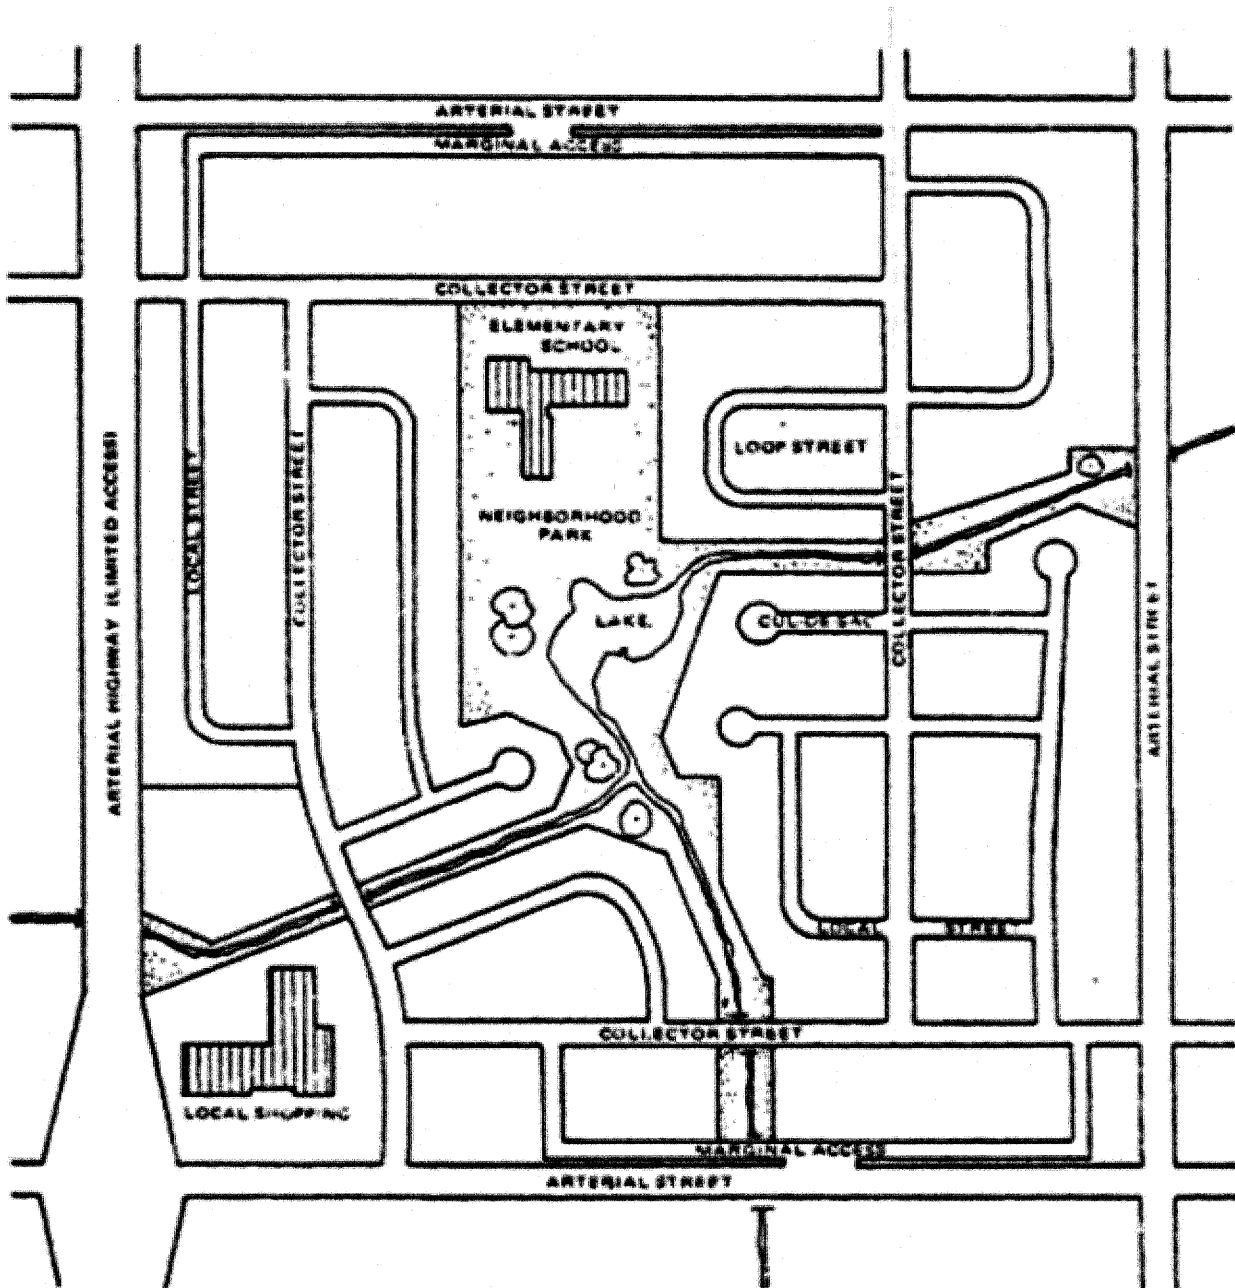 ARTERIAL STREET
MARGINAL ACCESS
COLLECTOR STREET
ELEMENTARY
SCHOOL
LOOP STREET
ARTERIAL HIGHWAY (LIMITED ACCESS)
LOCAL STREET
COLLECTOR STREET
NEIGHBORHOOD
PARK
COLLECTOR STREET
LAKE
CUL-DE-SAC
ARTERIAL STREET
LOCAL STREET
COLLECTOR STREET
LOCAL SHOPPING
MARGINAL ACCESS
ARTERIAL STREET